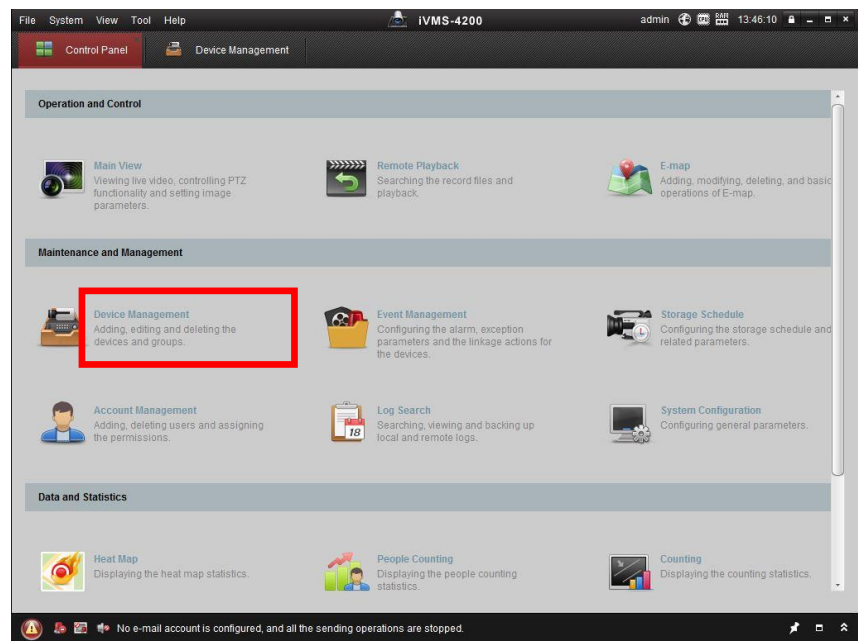 File System View Tool Help iVMS-4200 admin CPU RAM 13:46:10
Control Panel Device Management
Operation and Control
Main View
Viewing live video, controlling PTZ
functionality and setting image
parameters.
Remote Playback
Searching the record files and
playback.
E-map
Adding, modifying, deleting, and basic
operations of E-map.
Maintenance and Management
Device Management
Adding, editing and deleting the
devices and groups.
Event Management
Configuring the alarm, exception
parameters and the linkage actions for
the devices.
Storage Schedule
Configuring the storage schedule and
related parameters.
Account Management
Adding, deleting users and assigning
the permissions.
18
Log Search
Searching, viewing and backing up
local and remote logs.
System Configuration
Configuring general parameters.
Data and Statistics
Heat Map
Displaying the heat map statistics.
People Counting
Displaying the people counting
statistics.
Counting
Displaying the counting statistics.
No e-mail account is configured, and all the sending operations are stopped.